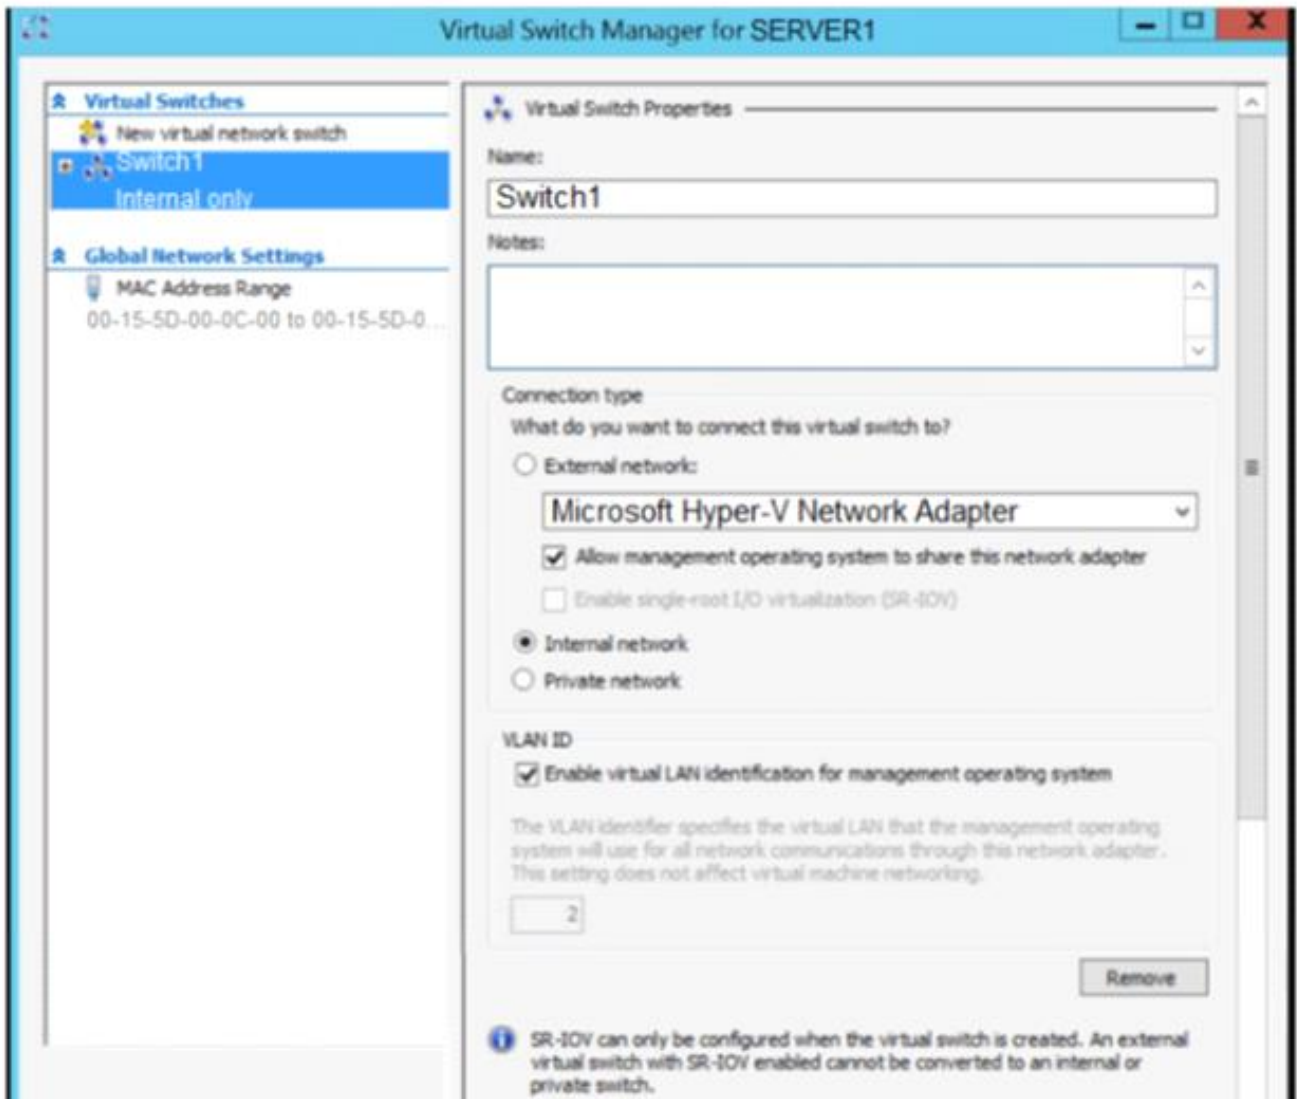 Virtual Switch Manager for SERVER1
Virtual Switches
New virtual network switch
Switch1
Internal only
Global Network Settings
MAC Address Range
00-15-5D-00-0C-00 to 00-15-5D-0...
Virtual Switch Properties
Name:
Switch1
Notes:
Connection type
What do you want to connect this virtual switch to?
External network:
Microsoft Hyper-V Network Adapter
Allow management operating system to share this network adapter
Enable single-root I/O virtualization (SR-IOV)
Internal network
Private network
VLAN ID
Enable virtual LAN identification for management operating system
The VLAN identifier specifies the virtual LAN that the management operating
system will use for all network communications through this network adapter.
This setting does not affect virtual machine networking.
2
Remove
SR-IOV can only be configured when the virtual switch is created. An external
virtual switch with SR-IOV enabled cannot be converted to an internal or
private switch.